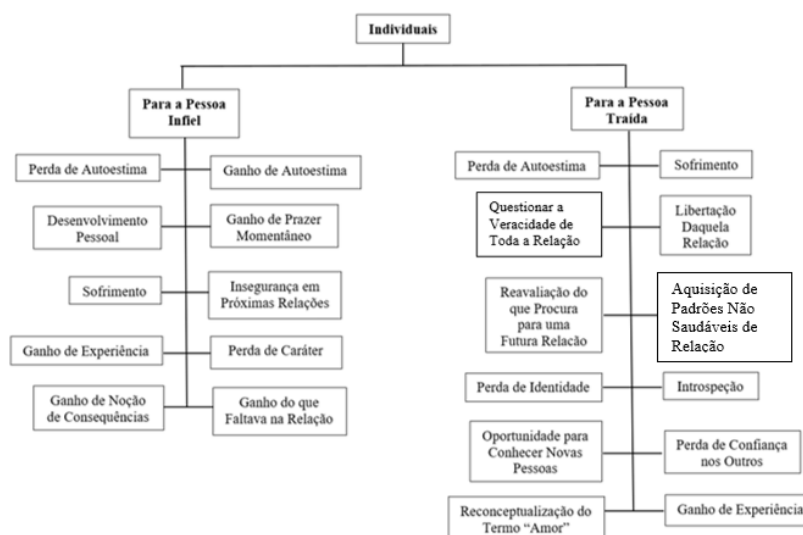 Individuais
Para a Pessoa
Infiel
Perda de Autoestima
Ganho de Autoestima
Desenvolvimento
Pessoal
Ganho de Prazer
Momentâneo
Sofrimento
Insegurança em
Próximas Relações
Ganho de Experiência
Perda de Caráter
Ganho de Noção
de Consequências
Ganho do que
Faltava na Relação
Para a Pessoa
Traída
Perda de Autoestima
Sofrimento
Questionar a
Veracidade de
Toda a Relação
Libertação
Daquela
Relação
Reavaliação do
que Procura
para uma
Futura Relacão
Aquisição de
Padrões Não
Saudáveis de
Relação
Perda de Identidade
Introspeção
Oportunidade para
Conhecer Novas
Pessoas
Perda de Confiança
nos Outros
Reconceptualização do
Termo “Amor”
Ganho de Experiência